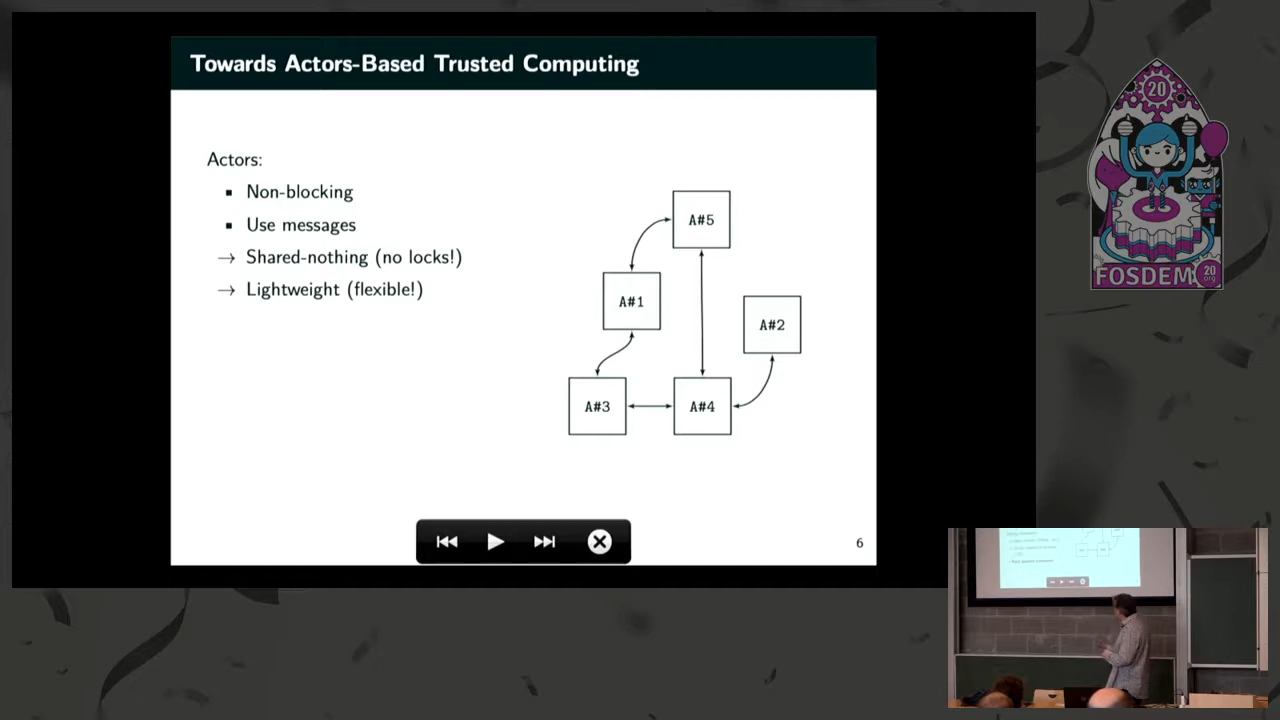 Towards Actors-Based Trusted Computing
Actors:
▪ Non-blocking
▪ Use messages
→ Shared-nothing (no locks!)
→ Lightweight (flexible!)
A#5
A#1
A#2
A#3
A#4
6
20
FOSDEM 20
.org